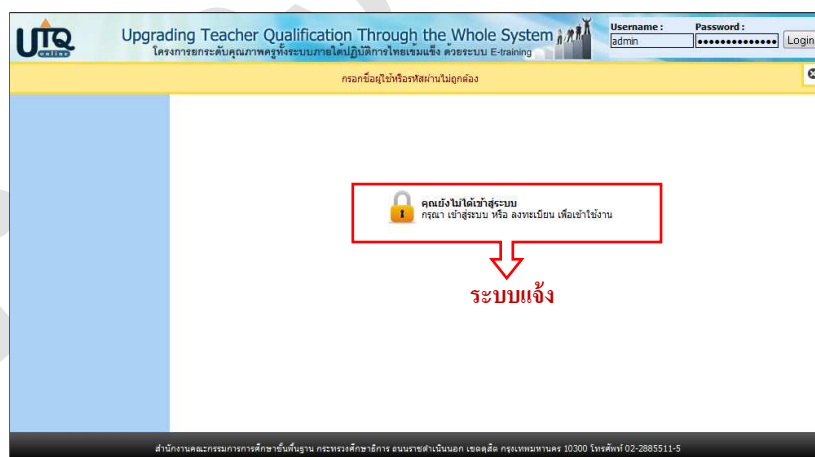 UTQ
online
Upgrading Teacher Qualification Through the Whole System
โครงการยกระดับคุณภาพครูทั้งระบบภายใต้ปฏิบัติการไทยเข้มแข็ง ด้วยระบบ E-training
Username : Password :
admin •••••••••••••• Login
กรอกชื่อผู้ใช้หรือรหัสผ่านไม่ถูกต้อง
คุณยังไม่ได้เข้าสู่ระบบ
กรุณา เข้าสู่ระบบ หรือ ลงทะเบียน เพื่อเข้าใช้งาน
ระบบแจ้ง
สำนักงานคณะกรรมการการศึกษาขั้นพื้นฐาน กระทรวงศึกษาธิการ ถนนราชดำเนินนอก เขตดุสิต กรุงเทพมหานคร 10300 โทรศัพท์ 02-2885511-5